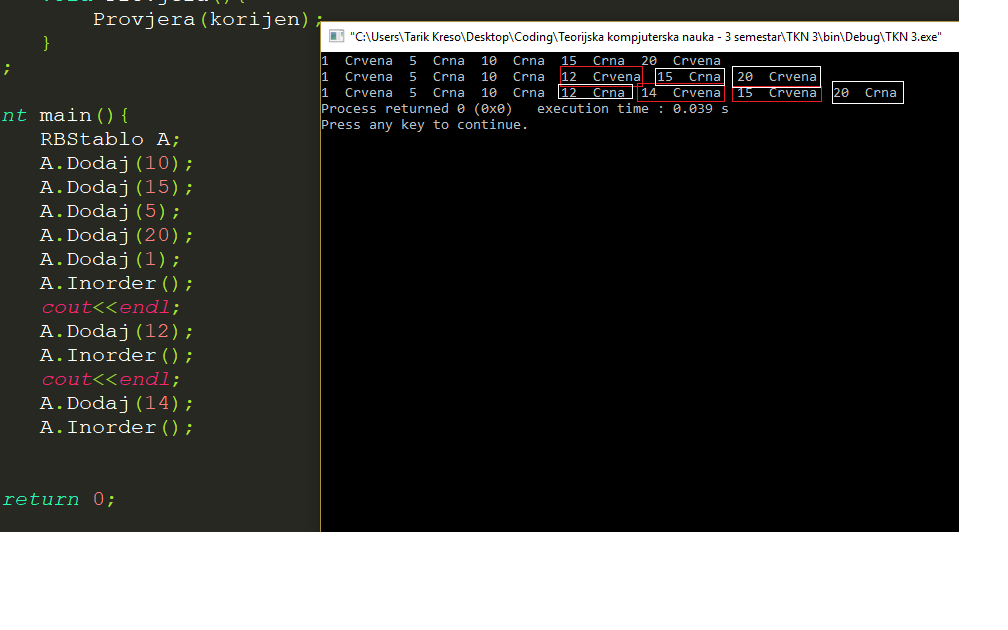 Provjera(korijen);
}
;
nt main(){
RBStablo A;
A.Dodaj(10);
A.Dodaj(15);
A.Dodaj(5);
A.Dodaj(20);
A.Dodaj(1);
A.Inorder();
cout<<endl;
A.Dodaj(12);
A.Inorder();
cout<<endl;
A.Dodaj(14);
A.Inorder();
return 0;
"C:\Users\Tarik Kreso\Desktop\Coding\Teorijska kompjuterska nauka - 3 semestar\TKN 3\bin\Debug\TKN 3.exe"
1 Crvena 5 Crna 10 Crna 15 Crna 20 Crvena
1 Crvena 5 Crna 10 Crna 12 Crvena 15 Crna 20 Crvena
1 Crvena 5 Crna 10 Crna 12 Crna 14 Crvena 15 Crvena 20 Crna
Process returned 0 (0x0) execution time : 0.039 s
Press any key to continue.